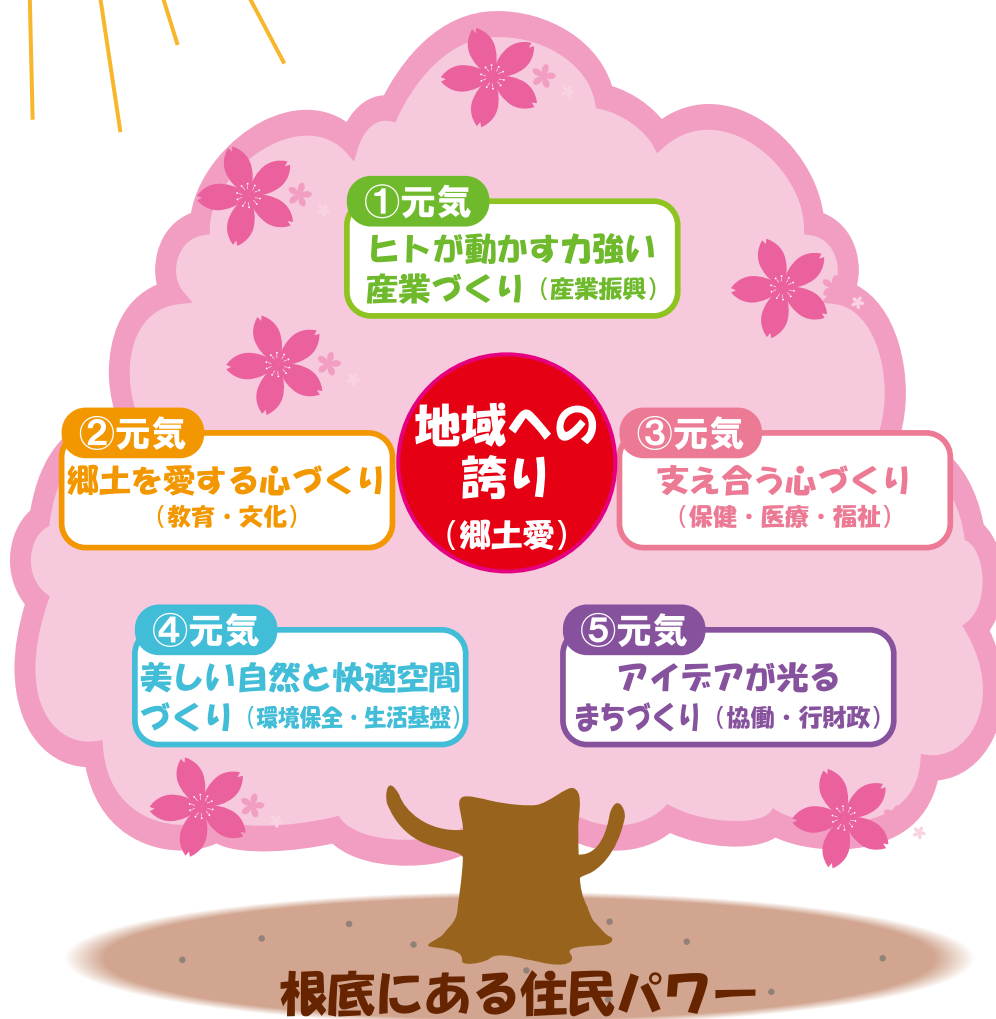 ①元気
ヒトが動かす力強い
産業づくり（産業振興）
地域への
誇り
（郷土愛）
②元気
郷土を愛する心づくり
（教育・文化）
③元気
支え合う心づくり
（保健・医療・福祉）
④元気
美しい自然と快適空間
づくり（環境保全・生活基盤）
⑤元気
アイデアが光る
まちづくり（協働・行財政）
根底にある住民パワー